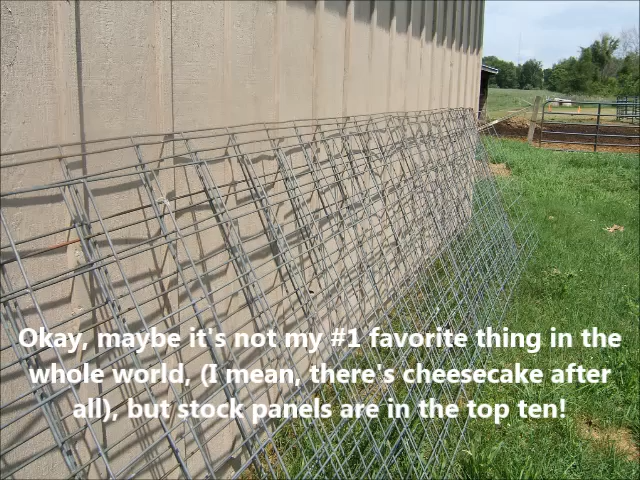 Okay, maybe it's not my #1 favorite thing in the
whole world, (I mean, there's cheesecake after
all), but stock panels are in the top ten!